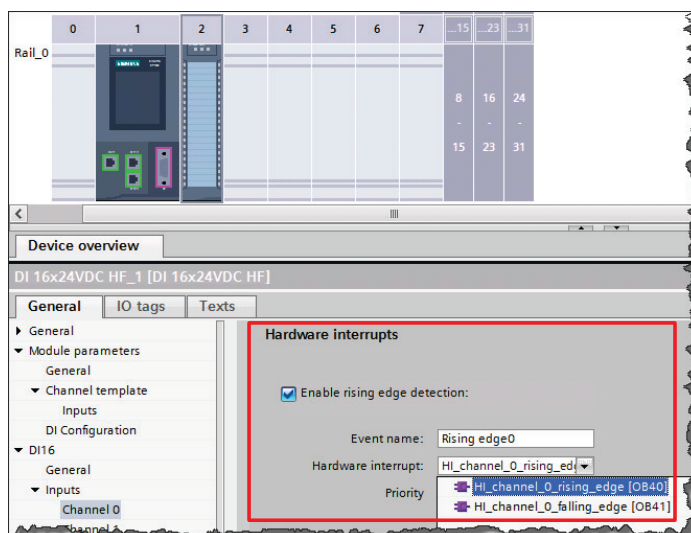 0 1 2 3 4 5 6 7 ...15 ...23 ...31
Rail_0
SIEMENS
8 16 24
- - -
15 23 31
Device overview
DI 16x24VDC HF_1 [DI 16x24VDC HF]
General IO tags Texts
General
Module parameters
General
Channel template
Inputs
DI Configuration
DI16
General
Inputs
Channel 0
Channel 1
Hardware interrupts
Enable rising edge detection:
Event name: Rising edge0
Hardware interrupt: HI_channel_0_rising_ed
Priority
HI_channel_0_rising_edge [OB40]
HI_channel_0_falling_edge [OB41]